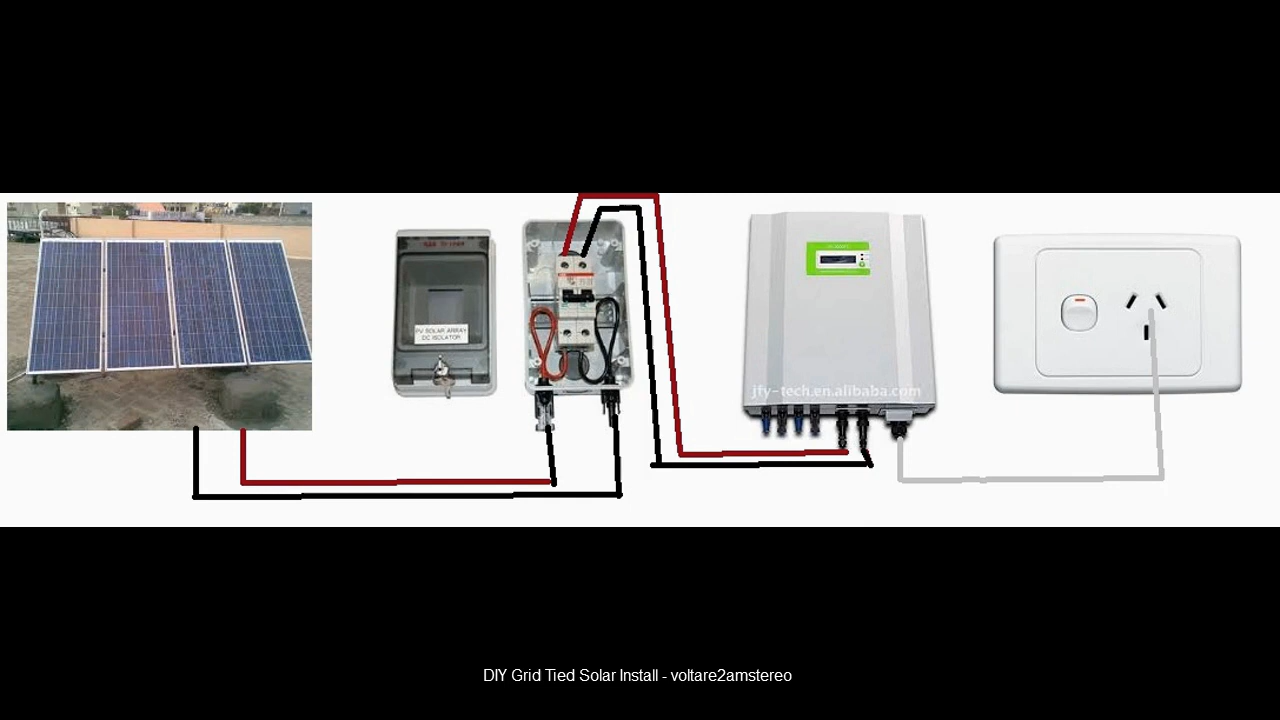 PV SOLAR ARRAY
DC ISOLATOR
jfy-tech.en.alibaba.com
DIY Grid Tied Solar Install - voltare2amstereo